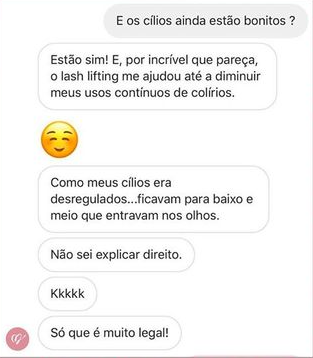 E os cílios ainda estão bonitos ?
Estão sim! E, por incrível que pareça,
o lash lifting me ajudou até a diminuir
meus usos contínuos de colírios.
Como meus cílios era
desregulados...ficavam para baixo e
meio que entravam nos olhos.
Não sei explicar direito.
Kkkkk
Só que é muito legal!